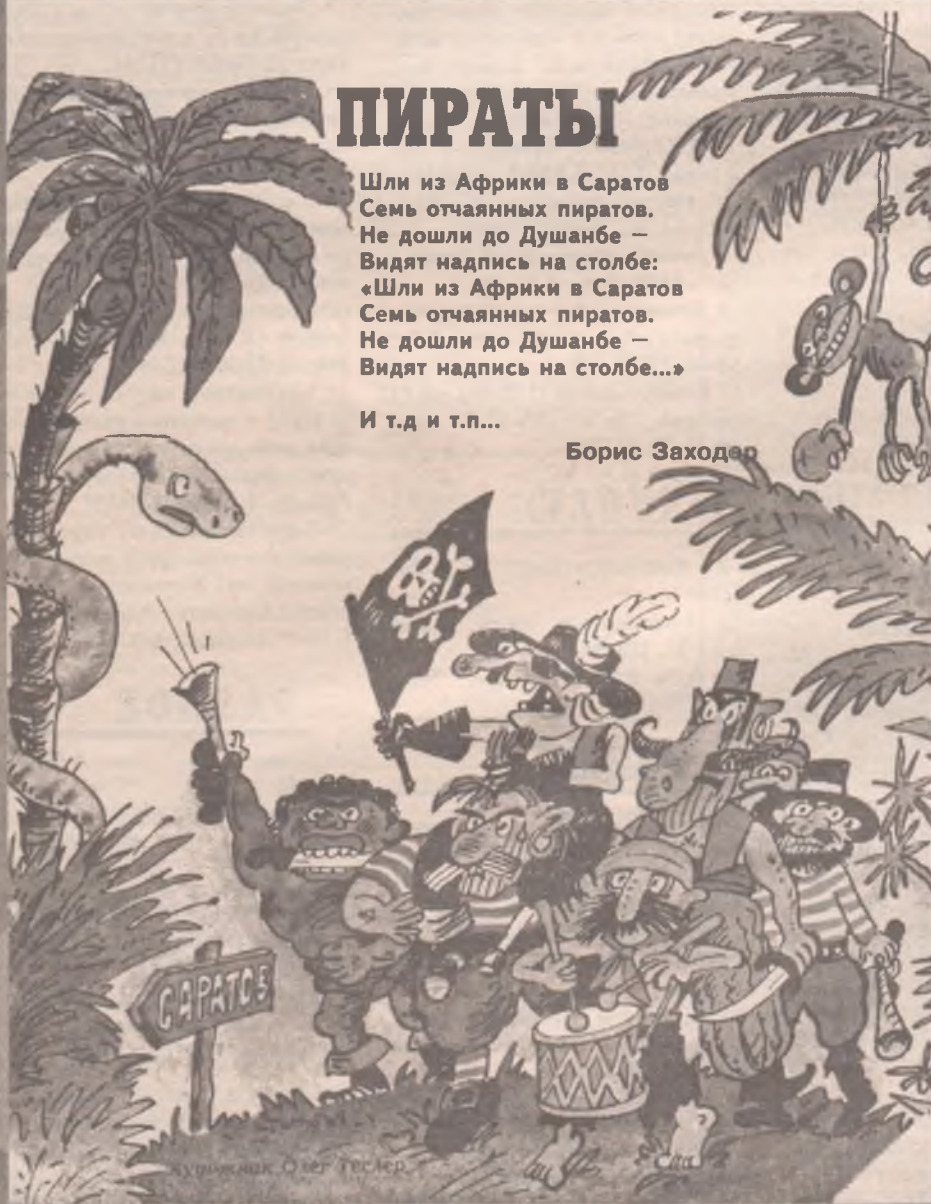 ПИРАТЫ
Шли из Африки в Саратов
Семь отчаянных пиратов.
Не дошли до Душанбе —
Видят надпись на столбе:
«Шли из Африки в Саратов
Семь отчаянных пиратов.
Не дошли до Душанбе —
Видят надпись на столбе...»
И т.д и т.п...
Борис Заходер
САРАТОВ
художник Олег Теслер